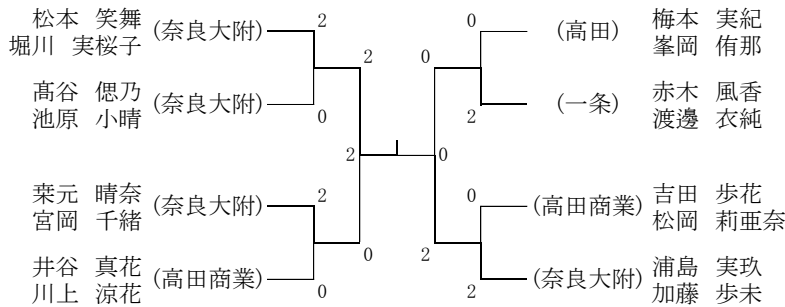 松本 笑舞 (奈良大附) 2
堀川 実桜子
2
髙谷 偲乃 (奈良大附) 0
池原 小晴
2
桒元 晴奈 (奈良大附) 2
宮岡 千緒
0
井谷 真花 (高田商業) 0
川上 涼花
0 (高田) 梅本 実紀
峯岡 侑那
0
2 (一条) 赤木 風香
渡邊 衣純
0
0 (高田商業) 吉田 歩花
松岡 莉亜奈
2
2 (奈良大附) 浦島 実玖
加藤 歩未